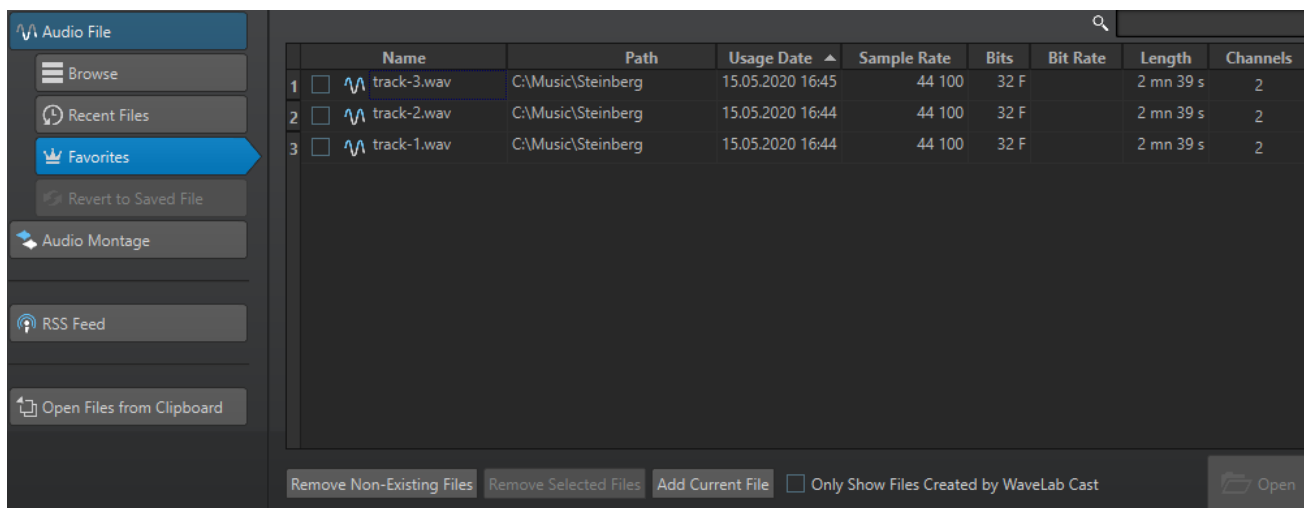 Audio File
Browse
Recent Files
Favorites
Revert to Saved File
Audio Montage
RSS Feed
Open Files from Clipboard
Name Path Usage Date Sample Rate Bits Bit Rate Length Channels
1 track-3.wav C:\Music\Steinberg 15.05.2020 16:45 44 100 32 F 2 mn 39 s 2
2 track-2.wav C:\Music\Steinberg 15.05.2020 16:44 44 100 32 F 2 mn 39 s 2
3 track-1.wav C:\Music\Steinberg 15.05.2020 16:44 44 100 32 F 2 mn 39 s 2
Remove Non-Existing Files Remove Selected Files Add Current File Only Show Files Created by WaveLab Cast Open